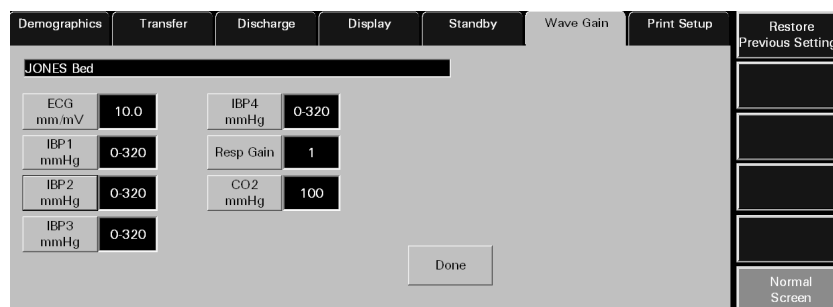 Demographics Transfer Discharge Display Standby Wave Gain Print Setup
Restore
Previous Setting
JONES Bed
ECG
mm/mV
10.0
IBP4
mmHg
0-320
IBP1
mmHg
0-320
Resp Gain
1
IBP2
mmHg
0-320
CO2
mmHg
100
IBP3
mmHg
0-320
Done
Normal
Screen